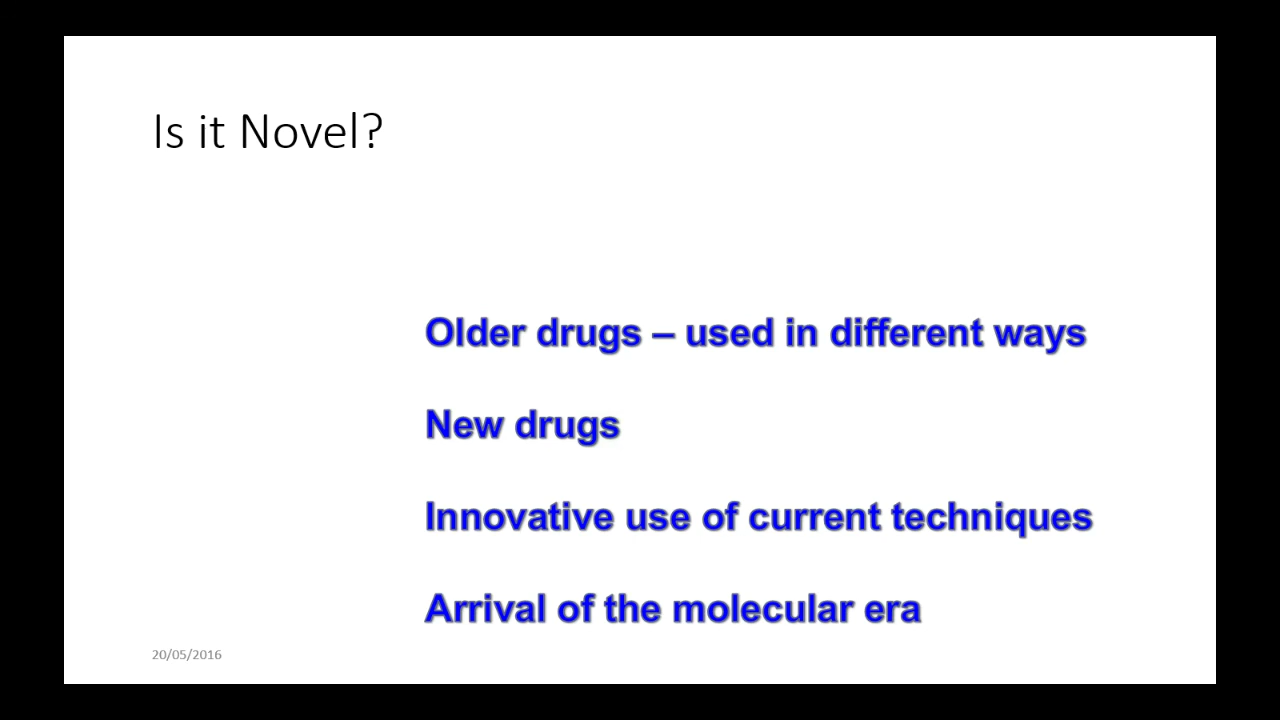 Is it Novel?
Older drugs – used in different ways
New drugs
Innovative use of current techniques
Arrival of the molecular era
20/05/2016